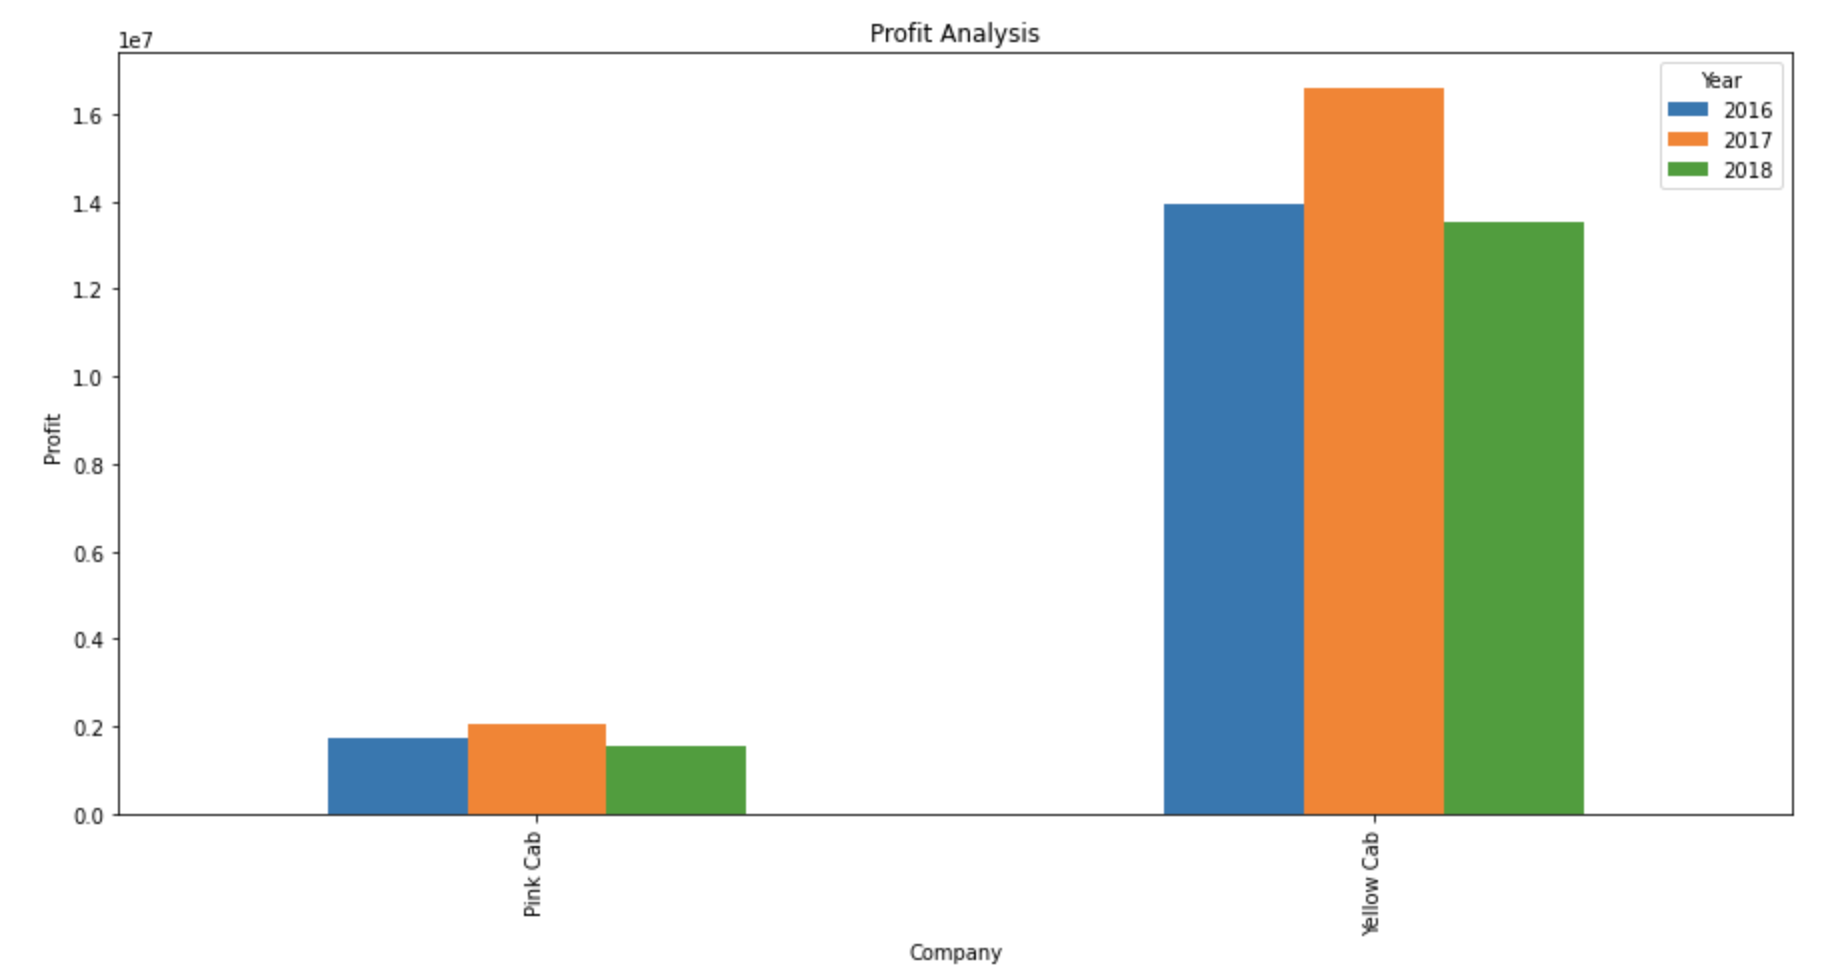 Profit Analysis
1e7
Year
2016
2017
2018
1.6
1.4
1.2
1.0
0.8
0.6
0.4
0.2
0.0
Profit
Pink Cab
Yellow Cab
Company